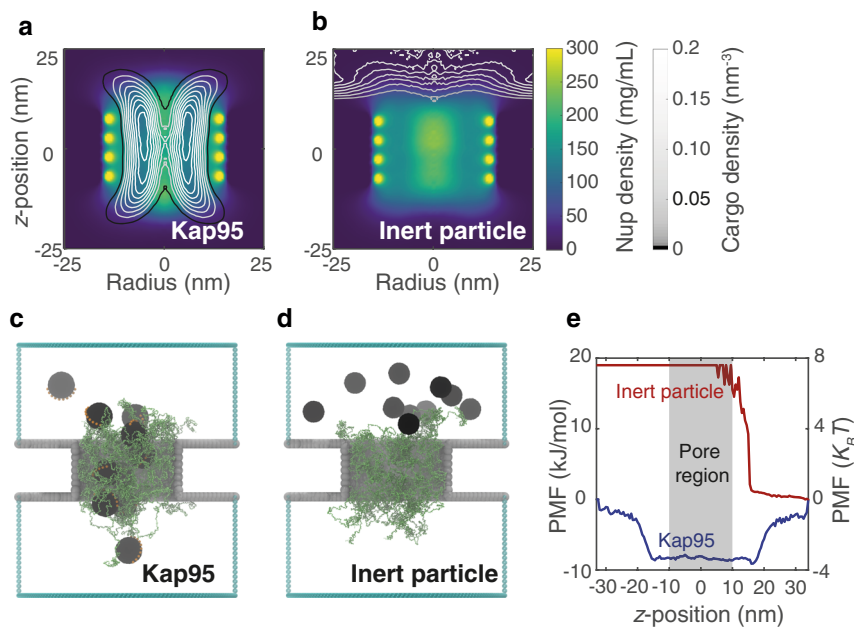 a
b
25
0
-25
z-position (nm)
-25
0
25
Radius (nm)
Kap95
25
0
-25
-25
0
25
Radius (nm)
Inert particle
300
250
200
150
100
50
0
Nup density (mg/mL)
0.2
0.15
0.1
0.05
0
Cargo density (nm⁻³)
c
d
e
Kap95
Inert particle
20
10
0
-10
PMF (kJ/mol)
8
4
0
-4
PMF (K_BT)
Inert particle
Pore
region
Kap95
-30 -20 -10 0 10 20 30
z-position (nm)